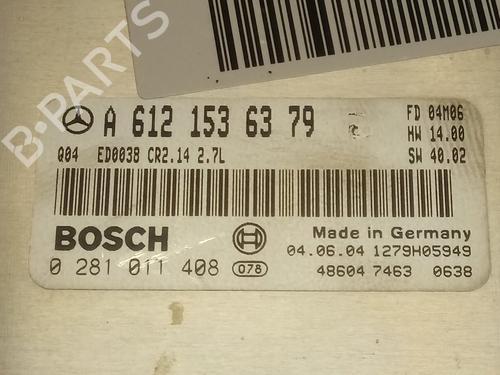 B-PARTS
A 612 153 63 79
FD 04M06
HW 14.00
Q04 ED0038 CR2.14 2.7L
SW 40.02
BOSCH
Made in Germany
04.06.04 1279H05949
0 281 011 408 078
48604 7463 0638